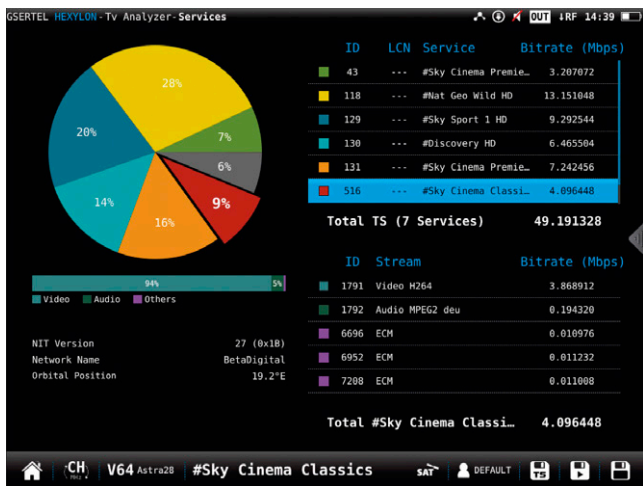 GSERTEL HEXYLON-Tv Analyzer-Services OUT ↓RF 14:39
28%
7%
6%
9%
16%
14%
20%
94% 5%
Video Audio Others
NIT Version 27 (0x1B)
Network Name BetaDigital
Orbital Position 19.2°E
ID LCN Service Bitrate (Mbps)
43 --- #Sky Cinema Premie… 3.207072
118 --- #Nat Geo Wild HD 13.151048
129 --- #Sky Sport 1 HD 9.292544
130 --- #Discovery HD 6.465504
131 --- #Sky Cinema Premie… 7.242456
516 --- #Sky Cinema Classi… 4.096448
Total TS (7 Services) 49.191328
ID Stream Bitrate (Mbps)
1791 Video H264 3.868912
1792 Audio MPEG2 deu 0.194320
6696 ECM 0.010976
6952 ECM 0.011232
7208 ECM 0.011008
Total #Sky Cinema Classi… 4.096448
CH MHz V64 Astra28 #Sky Cinema Classics SAT DEFAULT TS